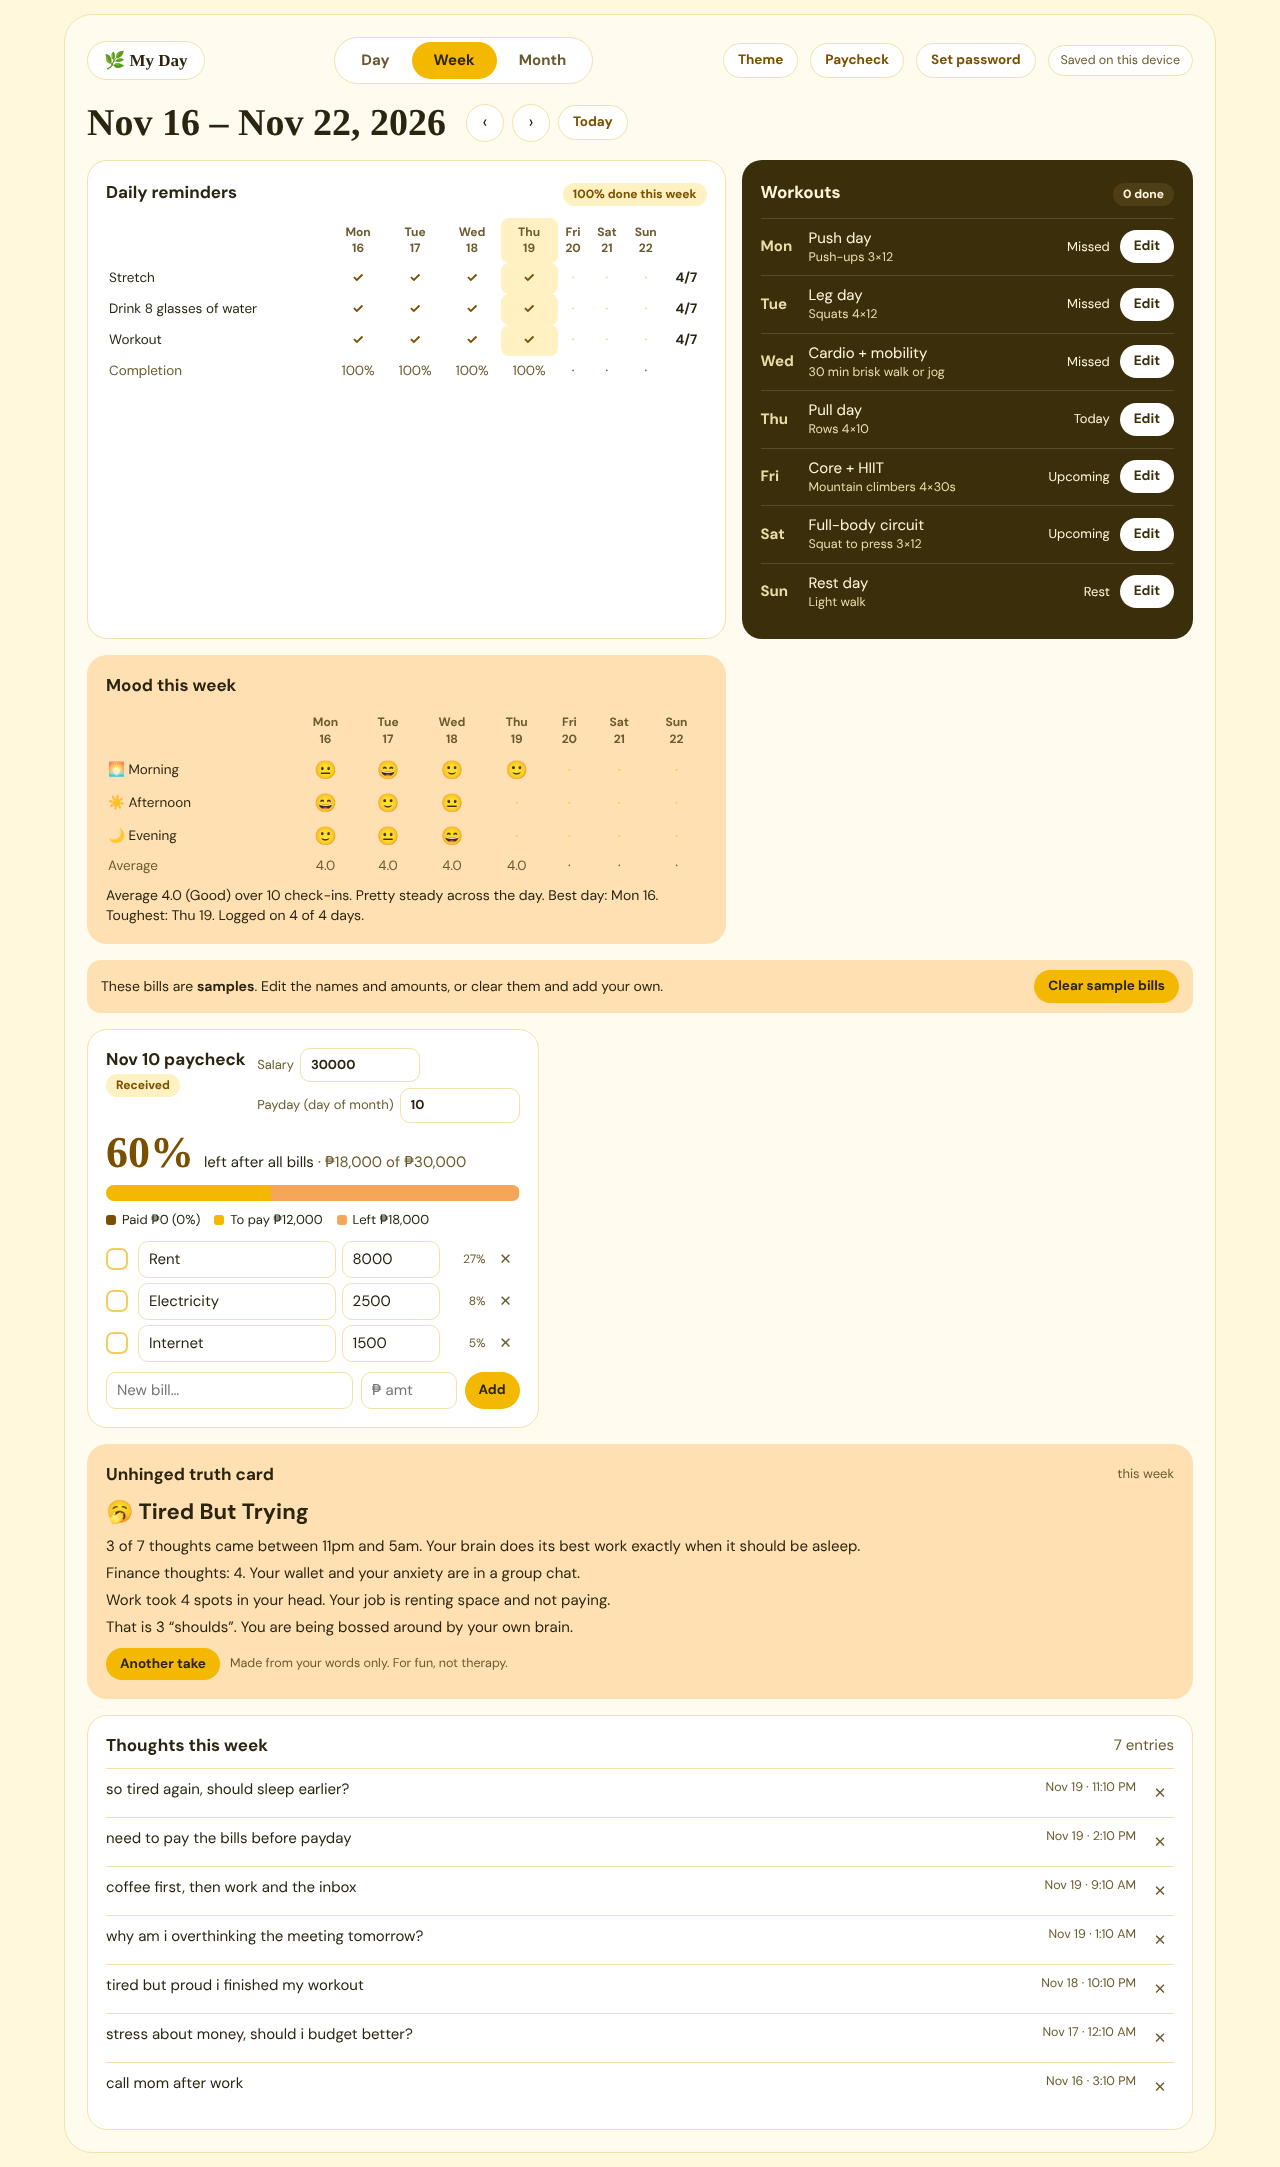 🌿 My Day
Day Week Month
Theme Paycheck Set password Saved on this device
Nov 16 – Nov 22, 2026 ‹ › Today
Daily reminders 100% done this week
Mon Tue Wed Thu Fri Sat Sun
16 17 18 19 20 21 22
Stretch ✓ ✓ ✓ ✓ · · · 4/7
Drink 8 glasses of water ✓ ✓ ✓ ✓ · · · 4/7
Workout ✓ ✓ ✓ ✓ · · · 4/7
Completion 100% 100% 100% 100% · · ·
Workouts 0 done
Mon Push day Missed Edit
Push-ups 3×12
Tue Leg day Missed Edit
Squats 4×12
Wed Cardio + mobility Missed Edit
30 min brisk walk or jog
Thu Pull day Today Edit
Rows 4×10
Fri Core + HIIT Upcoming Edit
Mountain climbers 4×30s
Sat Full-body circuit Upcoming Edit
Squat to press 3×12
Sun Rest day Rest Edit
Light walk
Mood this week
Mon Tue Wed Thu Fri Sat Sun
16 17 18 19 20 21 22
🌅 Morning 😐 😄 🙂 🙂 · · ·
☀️ Afternoon 😄 🙂 😐 · · · ·
🌙 Evening 🙂 😐 😄 · · · ·
Average 4.0 4.0 4.0 4.0 · · ·
Average 4.0 (Good) over 10 check-ins. Pretty steady across the day. Best day: Mon 16.
Toughest: Thu 19. Logged on 4 of 4 days.
These bills are samples. Edit the names and amounts, or clear them and add your own. Clear sample bills
Nov 10 paycheck Salary 30000
Received
Payday (day of month) 10
60% left after all bills · ₱18,000 of ₱30,000
Paid ₱0 (0%) To pay ₱12,000 Left ₱18,000
Rent 8000 27% ×
Electricity 2500 8% ×
Internet 1500 5% ×
New bill… ₱ amt Add
Unhinged truth card this week
🥱 Tired But Trying
3 of 7 thoughts came between 11pm and 5am. Your brain does its best work exactly when it should be asleep.
Finance thoughts: 4. Your wallet and your anxiety are in a group chat.
Work took 4 spots in your head. Your job is renting space and not paying.
That is 3 “shoulds”. You are being bossed around by your own brain.
Another take Made from your words only. For fun, not therapy.
Thoughts this week 7 entries
so tired again, should sleep earlier? Nov 19 · 11:10 PM ×
need to pay the bills before payday Nov 19 · 2:10 PM ×
coffee first, then work and the inbox Nov 19 · 9:10 AM ×
why am i overthinking the meeting tomorrow? Nov 19 · 1:10 AM ×
tired but proud i finished my workout Nov 18 · 10:10 PM ×
stress about money, should i budget better? Nov 17 · 12:10 AM ×
call mom after work Nov 16 · 3:10 PM ×